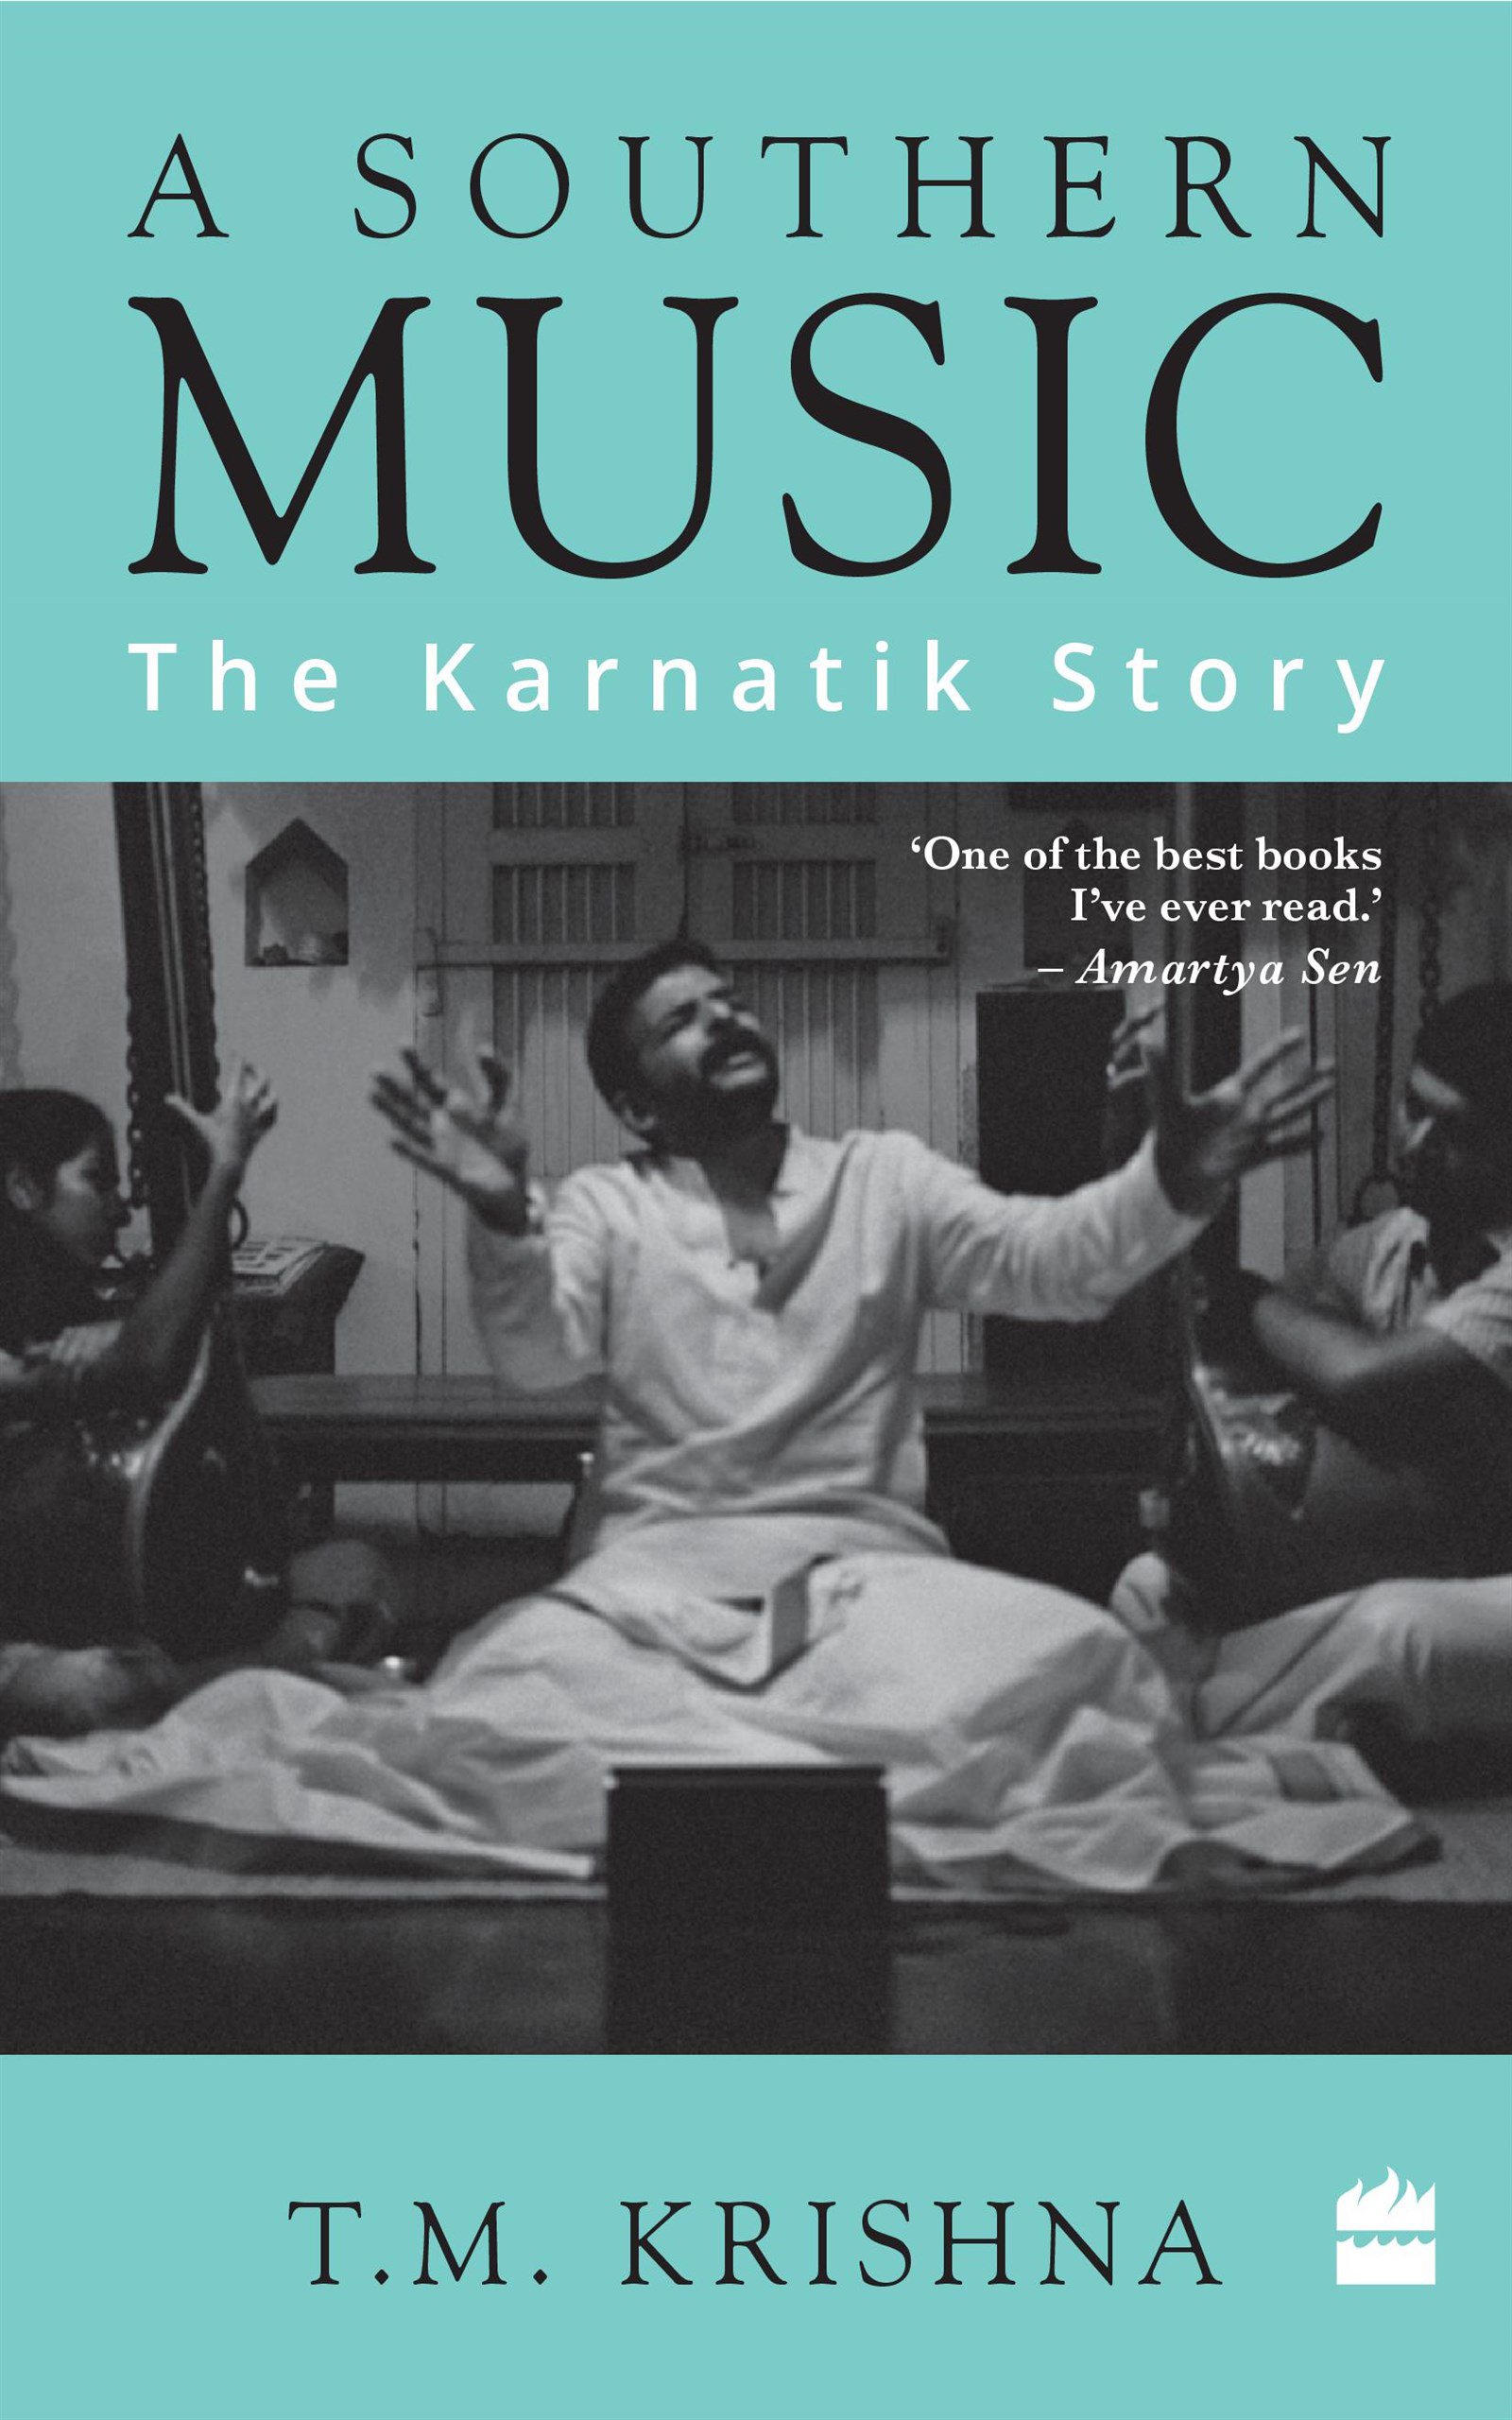 A SOUTHERN
MUSIC
The Karnatik Story
‘One of the best books
I’ve ever read.’
– Amartya Sen
T.M. KRISHNA